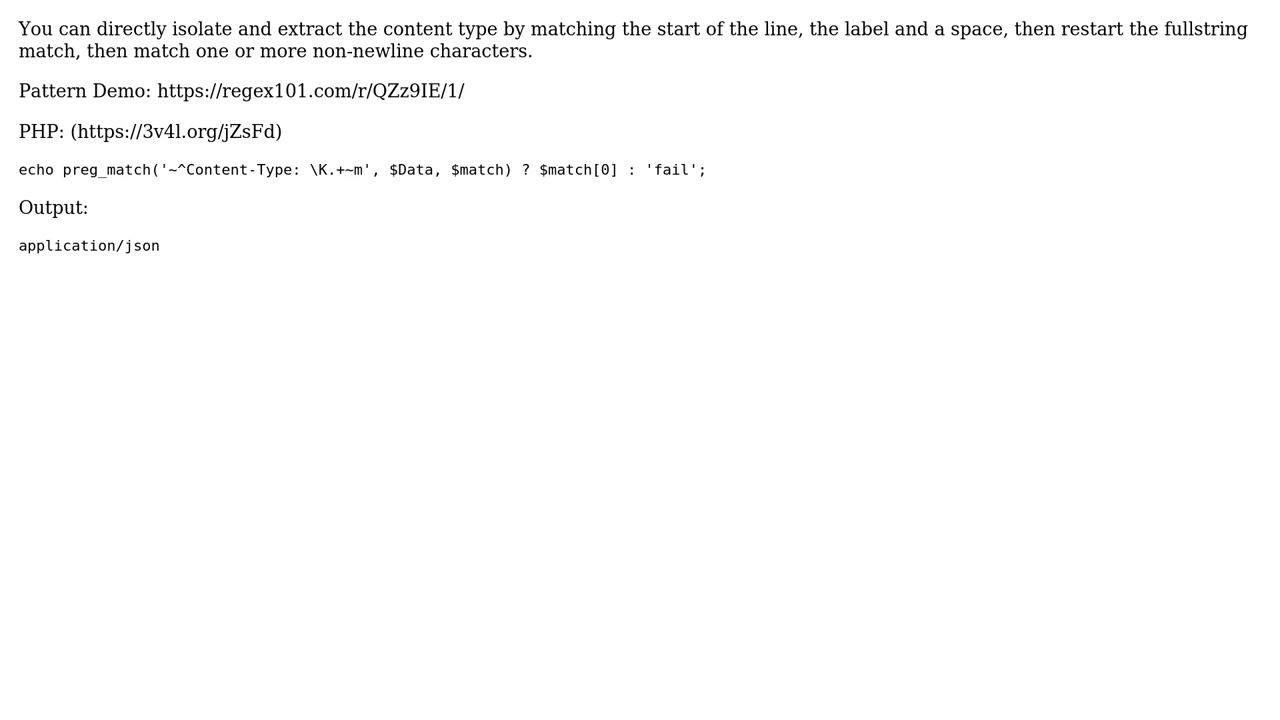 You can directly isolate and extract the content type by matching the start of the line, the label and a space, then restart the fullstring
match, then match one or more non-newline characters.
Pattern Demo: https://regex101.com/r/QZz9IE/1/
PHP: (https://3v4l.org/jZsFd)
echo preg_match('~^Content-Type: \K.+~m', $Data, $match) ? $match[0] : 'fail';
Output:
application/json